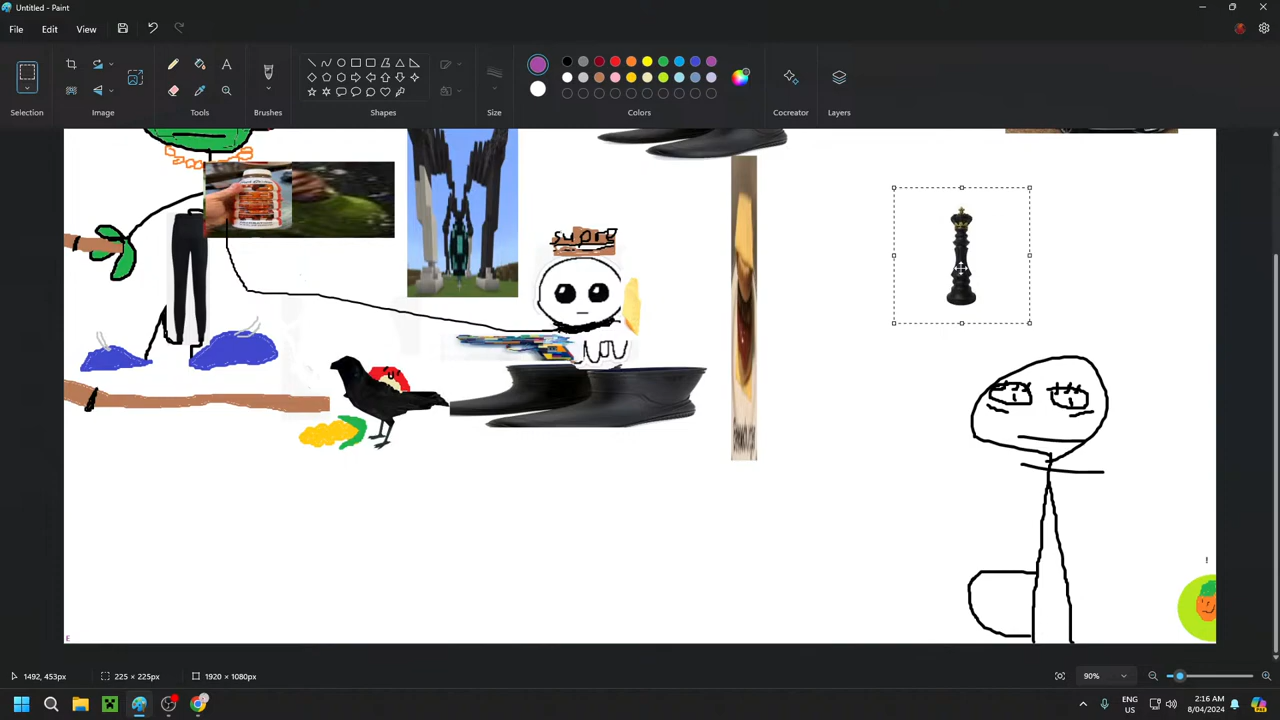 Untitled - Paint
File
Edit
View
Selection
Image
Tools
Brushes
Shapes
Size
Colors
Cocreator
Layers
supre
!
E
1492, 453px
225 × 225px
1920 × 1080px
90%
ENG
US
2:16 AM
8/04/2024